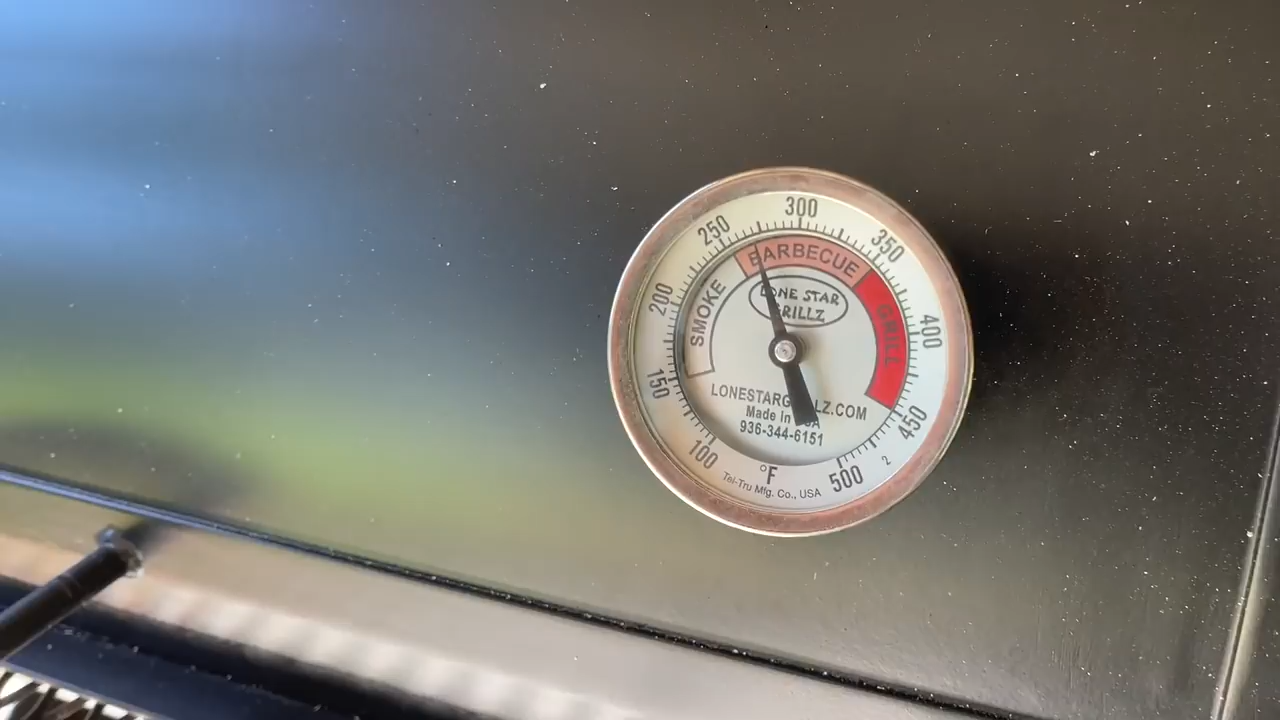 100
150
200
250
300
350
400
450
500
°F
SMOKE
BARBECUE
GRILL
LONE STAR
GRILLZ
LONESTARGRILLZ.COM
Made in USA
936-344-6151
Tel-Tru Mfg. Co., USA
2